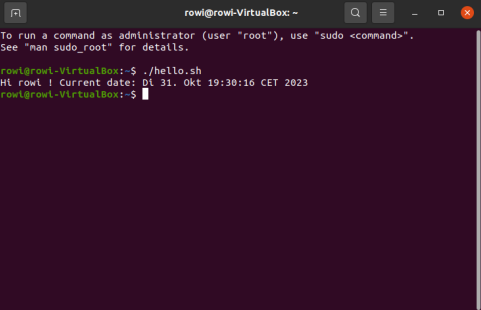 rowi@rowi-VirtualBox: ~
To run a command as administrator (user "root"), use "sudo <command>".
See "man sudo_root" for details.
rowi@rowi-VirtualBox:~$ ./hello.sh
Hi rowi ! Current date: Di 31. Okt 19:30:16 CET 2023
rowi@rowi-VirtualBox:~$